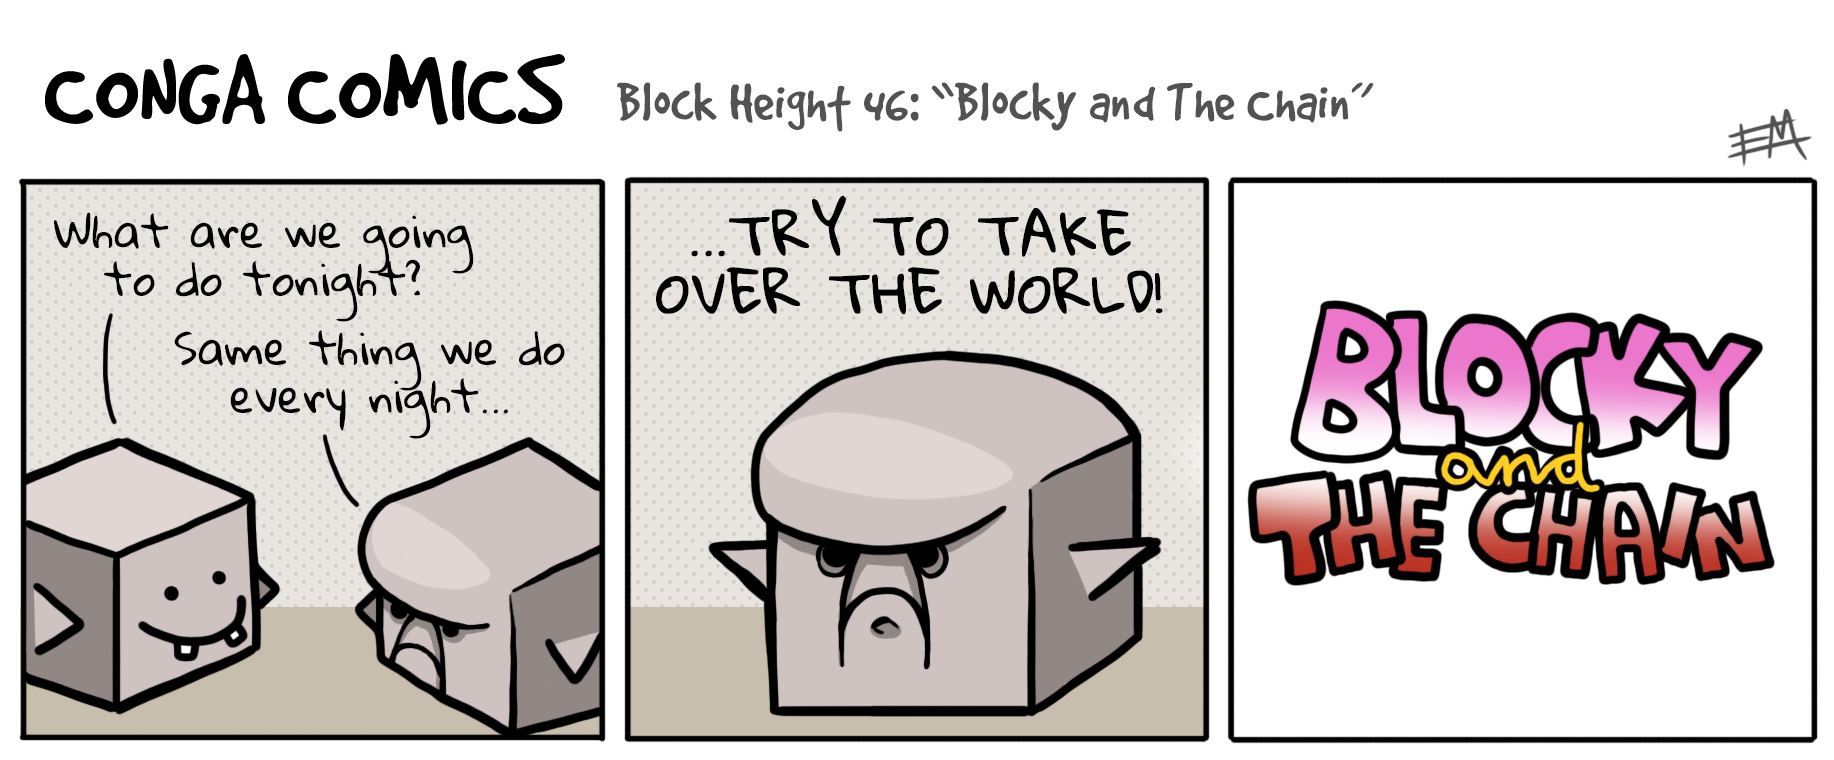 CONGA COMICS
Block Height 46: "Blocky and The Chain"
EM
What are we going
to do tonight?
Same thing we do
every night...
...TRY TO TAKE
OVER THE WORLD!
BLOCKY
and
THE CHAIN